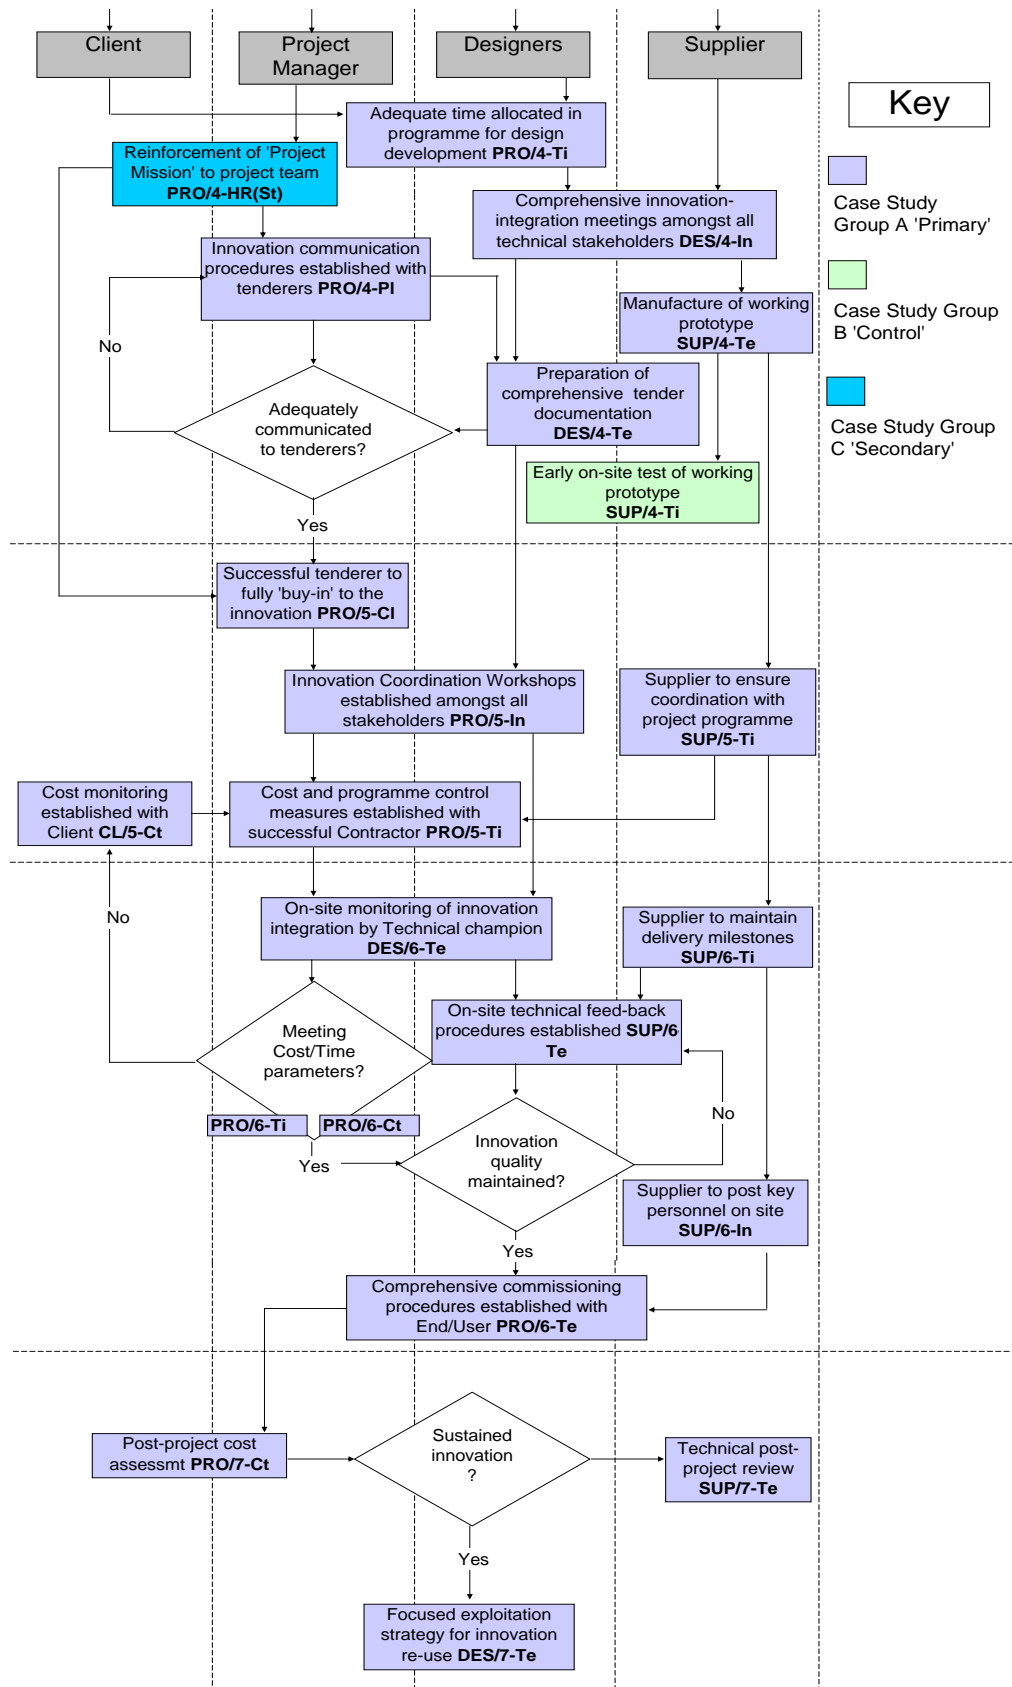 Client
Project
Manager
Designers
Supplier
Key
Adequate time allocated in
programme for design
development PRO/4-Ti
Reinforcement of 'Project
Mission' to project team
PRO/4-HR(St)
Case Study
Group A 'Primary'
Comprehensive innovation-
integration meetings amongst all
technical stakeholders DES/4-In
Innovation communication
procedures established with
tenderers PRO/4-PI
Case Study Group
B 'Control'
Manufacture of working
prototype
SUP/4-Te
No
Preparation of
comprehensive tender
documentation
DES/4-Te
Adequately
communicated
to tenderers?
Case Study Group
C 'Secondary'
Early on-site test of working
prototype
SUP/4-Ti
Yes
Successful tenderer to
fully 'buy-in' to the
innovation PRO/5-CI
Innovation Coordination Workshops
established amongst all
stakeholders PRO/5-In
Supplier to ensure
coordination with
project programme
SUP/5-Ti
Cost monitoring
established with
Client CL/5-Ct
Cost and programme control
measures established with
successful Contractor PRO/5-Ti
No
On-site monitoring of innovation
integration by Technical champion
DES/6-Te
Supplier to maintain
delivery milestones
SUP/6-Ti
On-site technical feed-back
procedures established SUP/6-
Te
Meeting
Cost/Time
parameters?
PRO/6-Ti
PRO/6-Ct
No
Yes
Innovation
quality
maintained?
Supplier to post key
personnel on site
SUP/6-In
Yes
Comprehensive commissioning
procedures established with
End/User PRO/6-Te
Post-project cost
assessmt PRO/7-Ct
Sustained
innovation
?
Technical post-
project review
SUP/7-Te
Yes
Focused exploitation
strategy for innovation
re-use DES/7-Te